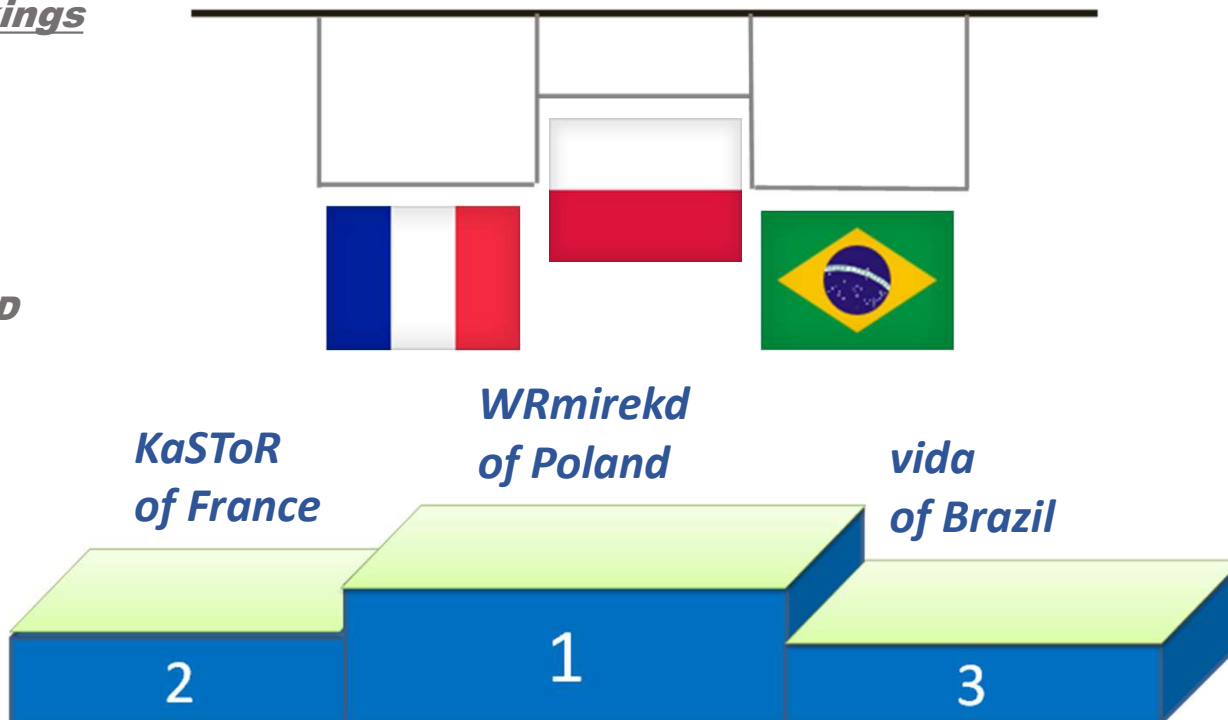 KaSToR
of France
WRmirekd
of Poland
vida
of Brazil
2
1
3